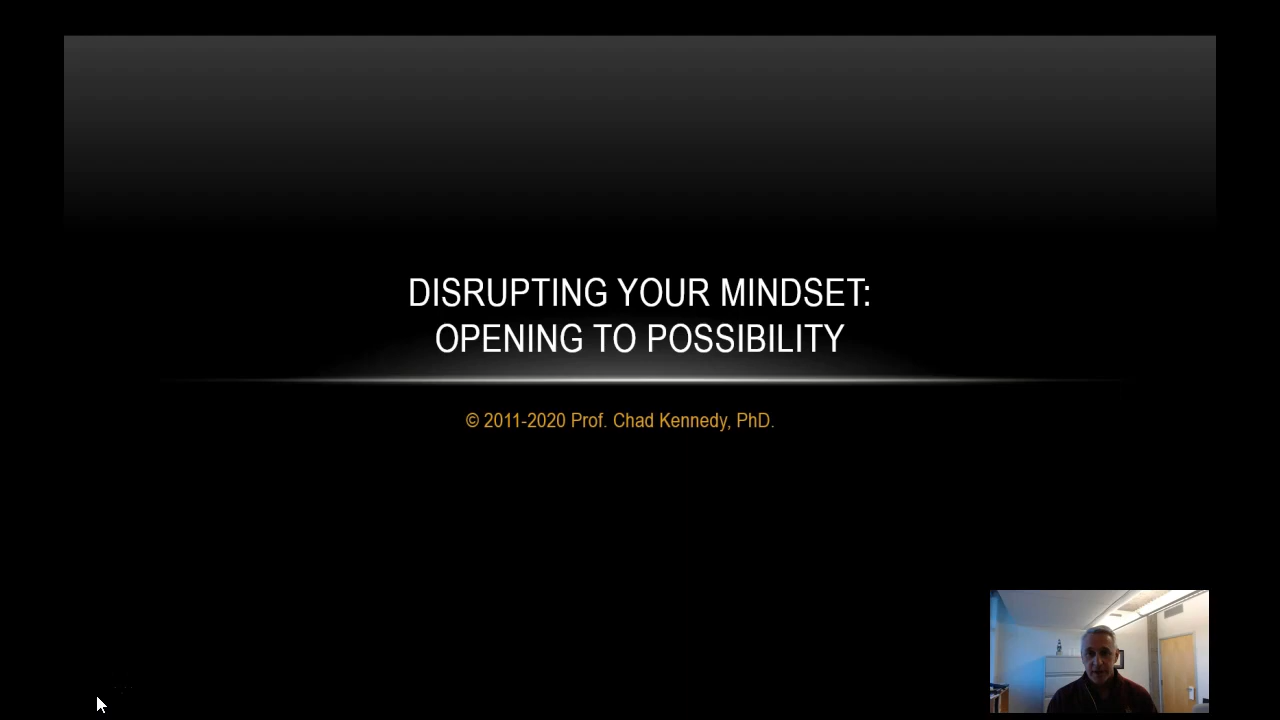 DISRUPTING YOUR MINDSET:
OPENING TO POSSIBILITY
© 2011-2020 Prof. Chad Kennedy, PhD.